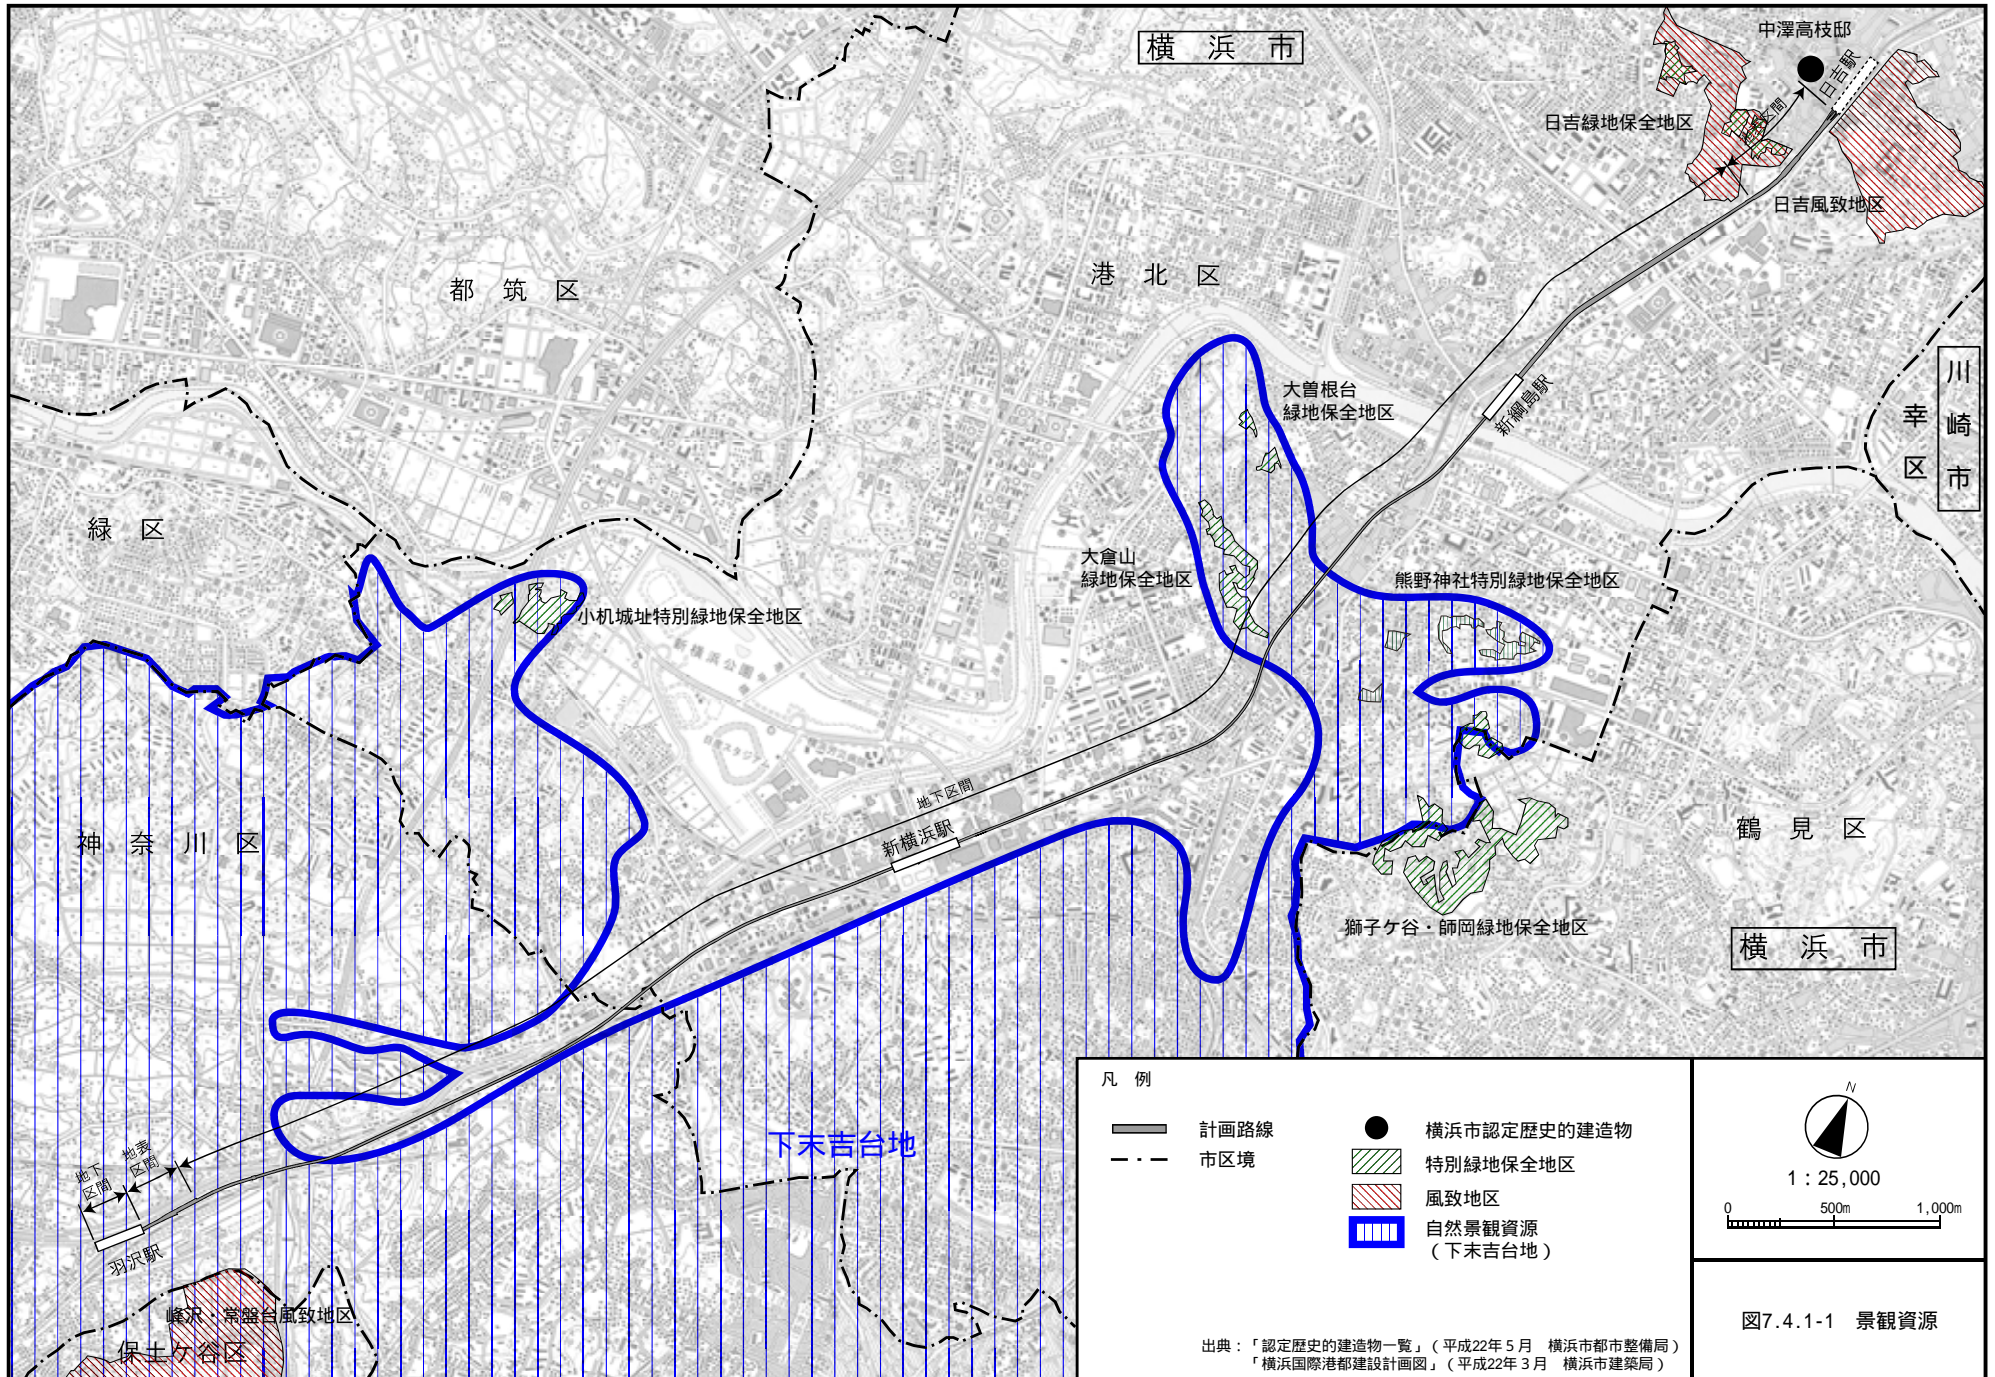 横浜市
中澤高枝邸
日吉駅
日吉緑地保全地区
日吉風致地区
都筑区
港北区
川崎市
幸区
大曽根台
緑地保全地区
新綱島駅
緑区
大倉山
緑地保全地区
熊野神社特別緑地保全地区
小机城址特別緑地保全地区
地下区間
新横浜駅
神奈川区
鶴見区
獅子ケ谷・師岡緑地保全地区
横浜市
下末吉台地
地下
区間
地表
区間
羽沢駅
峰沢・常盤台風致地区
保土ケ谷区
凡例
計画路線
市区境
横浜市認定歴史的建造物
特別緑地保全地区
風致地区
自然景観資源
（下末吉台地）
N
1：25,000
0 500m 1,000m
図7.4.1-1 景観資源
出典：「認定歴史的建造物一覧」（平成22年５月 横浜市都市整備局）
「横浜国際港都建設計画図」（平成22年３月 横浜市建築局）